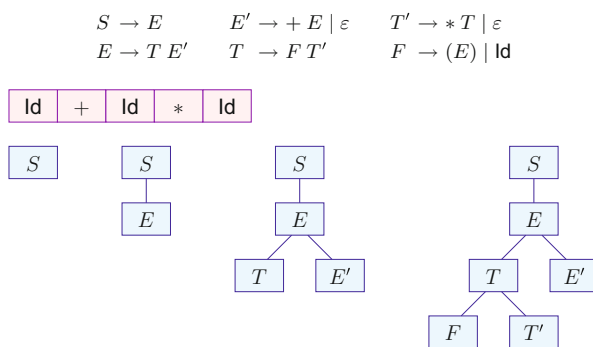 S → E E′ → + E | ε T′ → * T | ε
E → T E′ T → F T′ F → (E) | Id
Id + Id * Id
S S S S
E E E
T E′ T E′
F T′